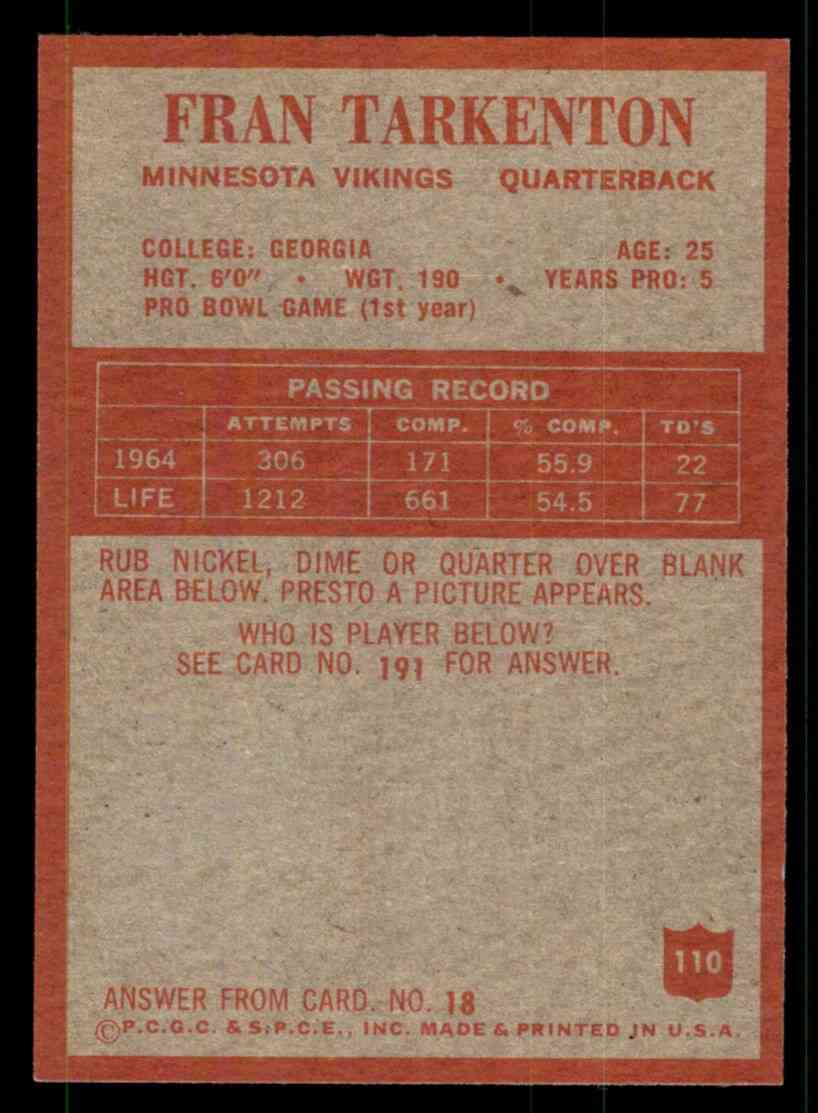 FRAN TARKENTON
MINNESOTA VIKINGS QUARTERBACK
COLLEGE: GEORGIA AGE: 25
HGT. 6'0" • WGT. 190 • YEARS PRO: 5
PRO BOWL GAME (1st year)
PASSING RECORD
ATTEMPTS COMP. % COMP. TD'S
1964 306 171 55.9 22
LIFE 1212 661 54.5 77
RUB NICKEL, DIME OR QUARTER OVER BLANK
AREA BELOW. PRESTO A PICTURE APPEARS.
WHO IS PLAYER BELOW?
SEE CARD NO. 191 FOR ANSWER.
110
ANSWER FROM CARD. NO. 18
©P.C.G.C. & S.P.C.E., INC. MADE & PRINTED IN U.S.A.